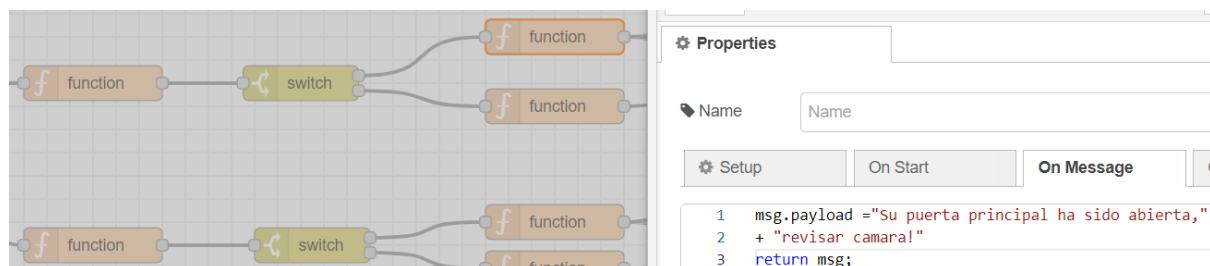 function
function
switch
function
function
function
switch
function
Properties
Name
Name
Setup
On Start
On Message
1 msg.payload ="Su puerta principal ha sido abierta,"
2 + "revisar camara!"
3 return msg;